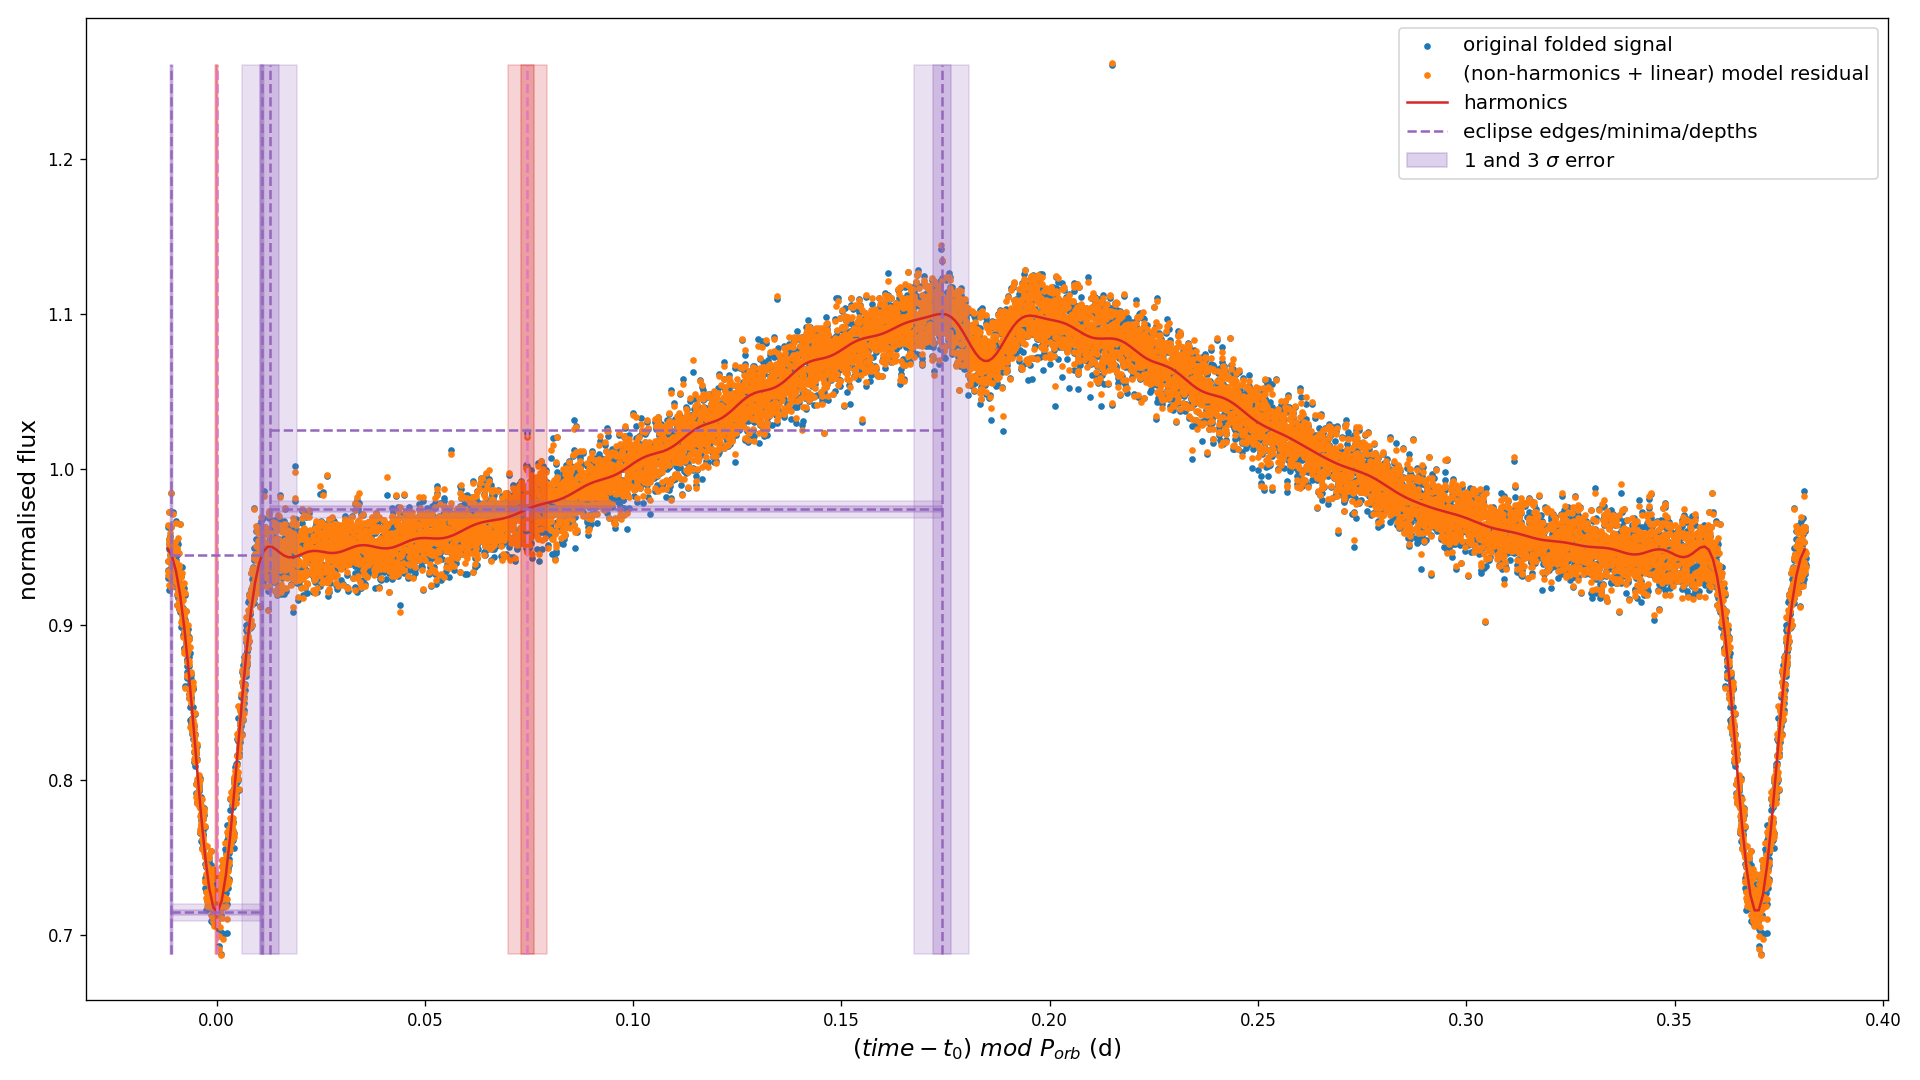 original folded signal
(non-harmonics + linear) model residual
harmonics
eclipse edges/minima/depths
1 and 3 σ error
normalised flux
1.2
1.1
1.0
0.9
0.8
0.7
0.00 0.05 0.10 0.15 0.20 0.25 0.30 0.35 0.40
(time − t₀) mod Pₒᵣb (d)